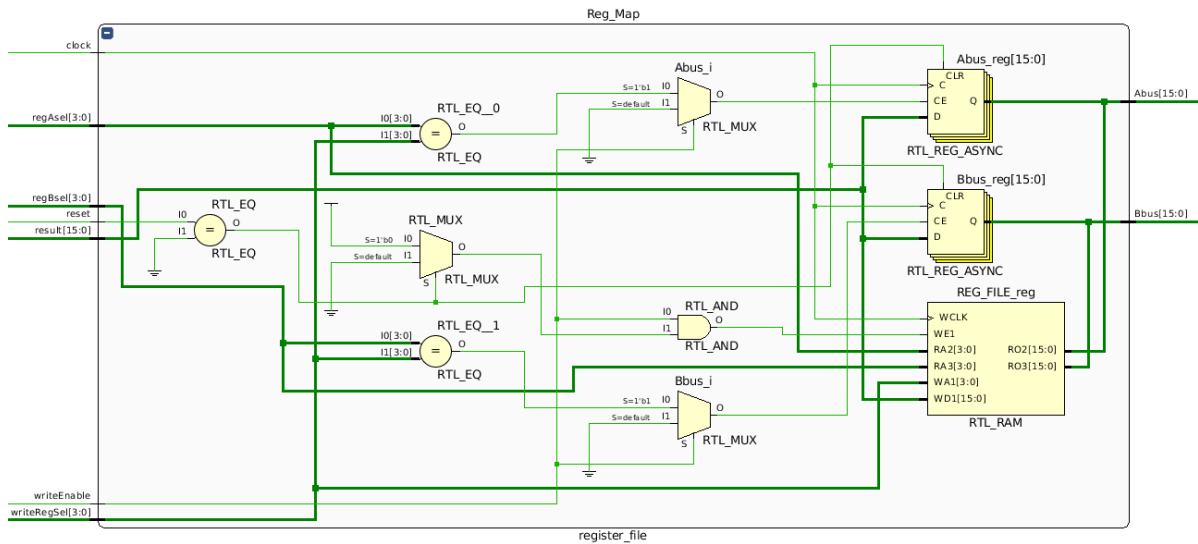 Reg_Map
clock
regAsel[3:0]
regBsel[3:0]
reset
result[15:0]
writeEnable
writeRegSel[3:0]
RTL_EQ
I0
I1
O
RTL_EQ
RTL_EQ__0
I0[3:0]
I1[3:0]
O
RTL_EQ
RTL_MUX
S=1'b0 I0
S=default I1
O
S
RTL_MUX
RTL_EQ__1
I0[3:0]
I1[3:0]
O
RTL_EQ
Abus_i
S=1'b1 I0
S=default I1
O
S
RTL_MUX
RTL_AND
I0
I1
O
RTL_AND
Bbus_i
S=1'b1 I0
S=default I1
O
S
RTL_MUX
Abus_reg[15:0]
CLR
C
CE Q
D
RTL_REG_ASYNC
Bbus_reg[15:0]
CLR
C
CE Q
D
RTL_REG_ASYNC
REG_FILE_reg
WCLK
WE1
RA2[3:0] RO2[15:0]
RA3[3:0] RO3[15:0]
WA1[3:0]
WD1[15:0]
RTL_RAM
Abus[15:0]
Bbus[15:0]
register_file